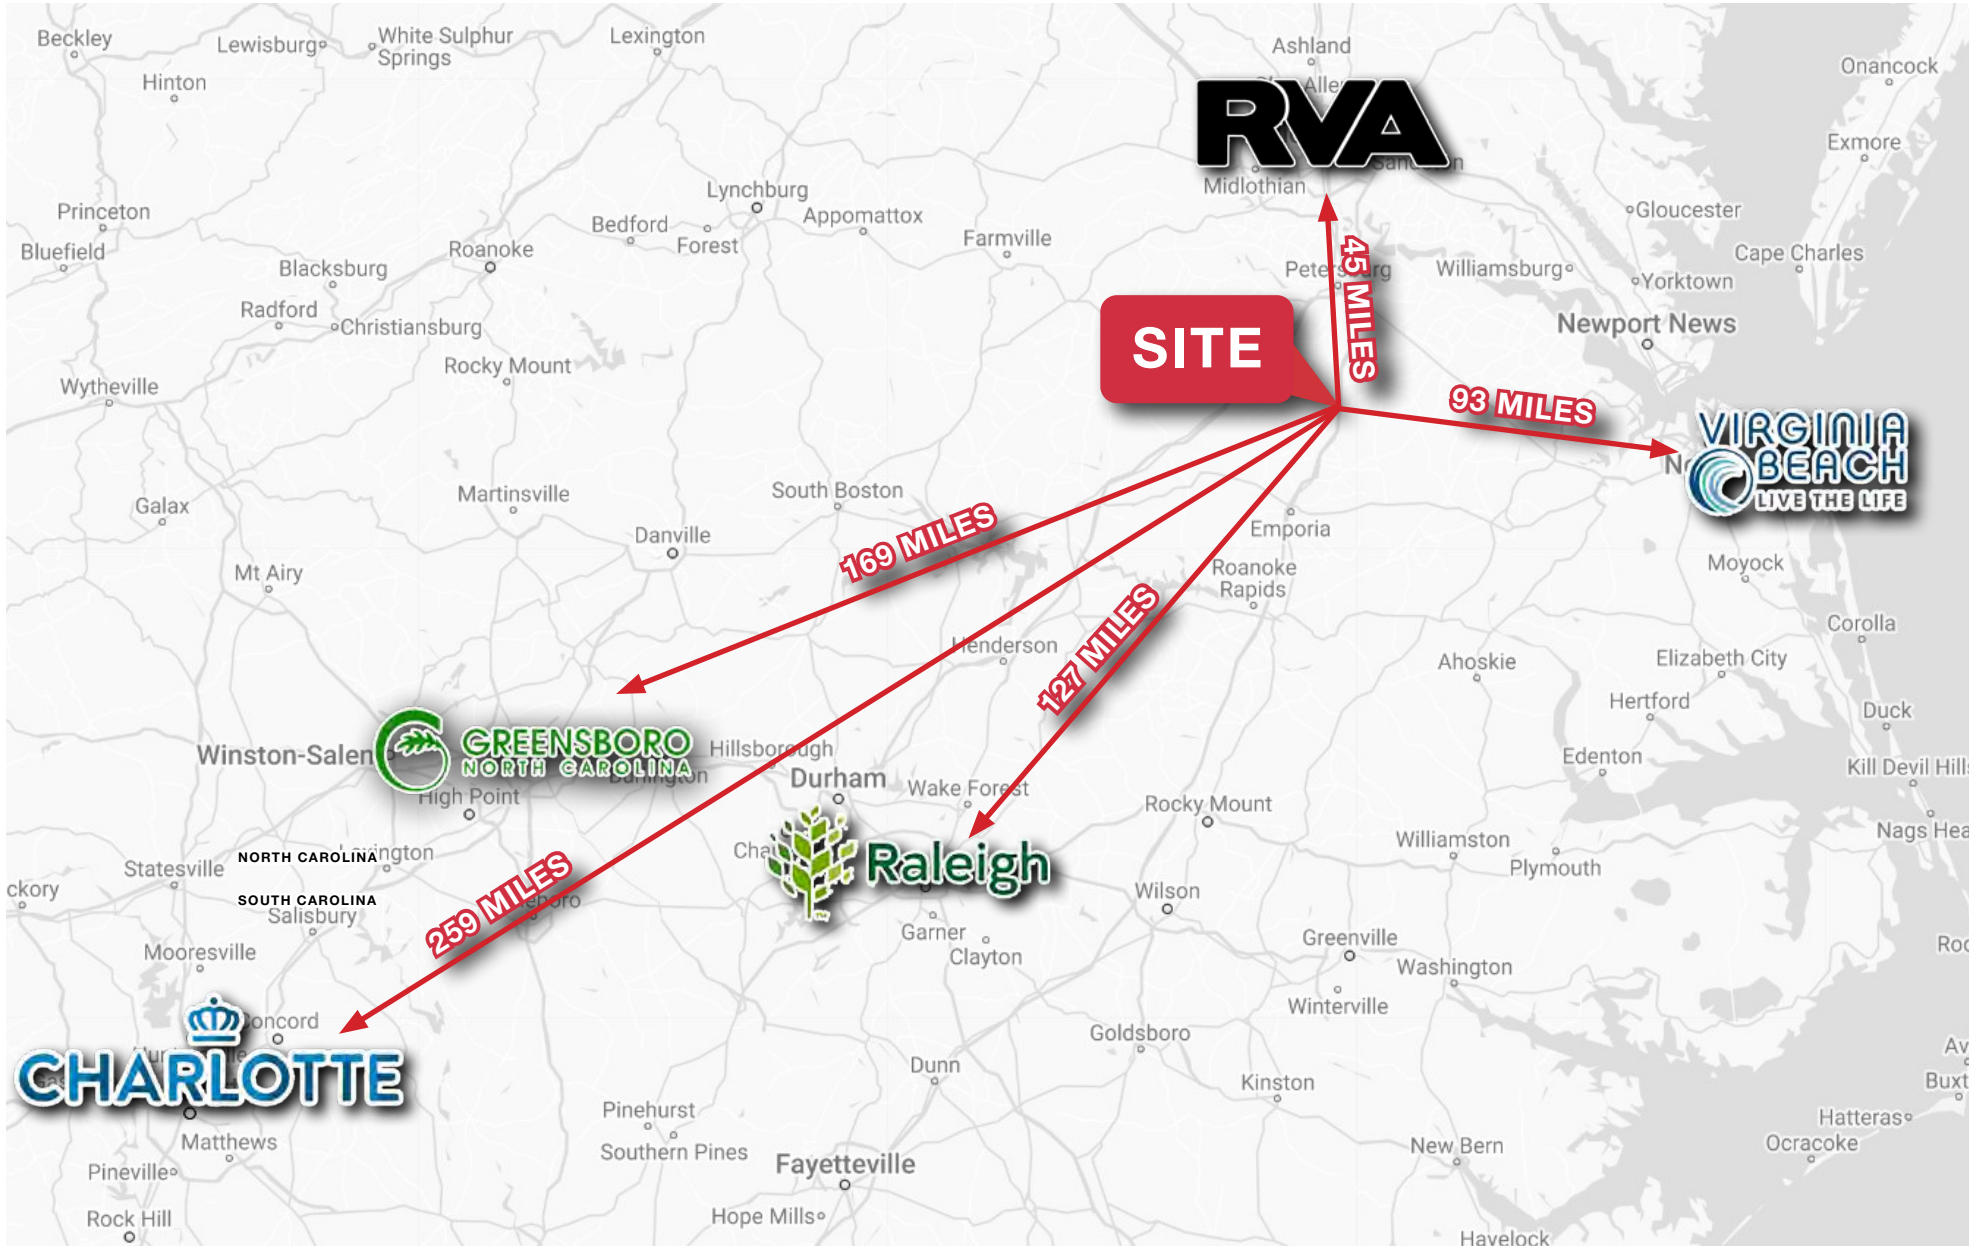 Beckley
Lewisburg
White Sulphur
Springs
Lexington
Ashland
Onancock
Hinton
RVA
Exmore
Midlothian
Princeton
Lynchburg
Bedford
Forest
Appomattox
Farmville
Gloucester
Bluefield
Blacksburg
Roanoke
45 MILES
Williamsburg
Cape Charles
Yorktown
Radford
Christiansburg
SITE
Newport News
Rocky Mount
Wytheville
93 MILES
VIRGINIA
BEACH
LIVE THE LIFE
Galax
Martinsville
South Boston
169 MILES
Danville
Emporia
Mt Airy
Roanoke
Rapids
Moyock
127 MILES
Henderson
Corolla
Ahoskie
Elizabeth City
Hertford
Duck
Winston-Salem
GREENSBORO
NORTH CAROLINA
Hillsborough
Durham
Edenton
Kill Devil Hills
High Point
Wake Forest
Rocky Mount
Nags Hea
NORTH CAROLINA
Statesville
Raleigh
TM
Williamston
Plymouth
ckory
SOUTH CAROLINA
Salisbury
259 MILES
Wilson
Garner
Clayton
Greenville
Mooresville
Washington
Winterville
Roc
Concord
CHARLOTTE
Goldsboro
Dunn
Kinston
Av
Buxt
Matthews
Pinehurst
Southern Pines
Fayetteville
New Bern
Hatteras
Ocracoke
Pineville
Rock Hill
Hope Mills
Havelock